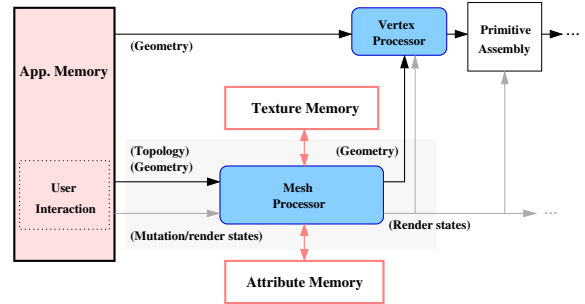 Vertex
Processor
Primitive
Assembly
...
(Geometry)
App. Memory
Texture Memory
(Topology)
(Geometry)
(Geometry)
User
Interaction
Mesh
Processor
(Mutation/render states)
(Render states)
...
Attribute Memory